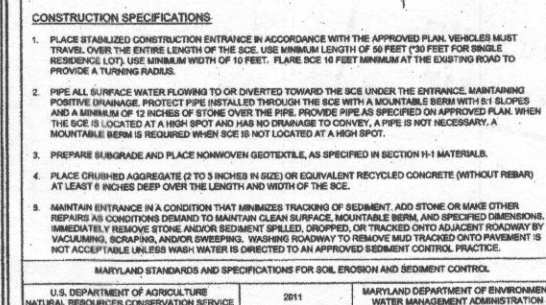 CONSTRUCTION SPECIFICATIONS
1. PLACE STABILIZED CONSTRUCTION ENTRANCE IN ACCORDANCE WITH THE APPROVED PLAN. VEHICLES MUST
TRAVEL OVER THE ENTIRE LENGTH OF THE SCE. USE MINIMUM LENGTH OF 50 FEET (*30 FEET FOR SINGLE
RESIDENCE LOT). USE MINIMUM WIDTH OF 10 FEET. FLARE SCE 10 FEET MINIMUM AT THE EXISTING ROAD TO
PROVIDE A TURNING RADIUS.
2. PIPE ALL SURFACE WATER FLOWING TO OR DIVERTED TOWARD THE SCE UNDER THE ENTRANCE, MAINTAINING
POSITIVE DRAINAGE. PROTECT PIPE INSTALLED THROUGH THE SCE WITH A MOUNTABLE BERM WITH 5:1 SLOPES
AND A MINIMUM OF 12 INCHES OF STONE OVER THE PIPE. PROVIDE PIPE AS SPECIFIED ON APPROVED PLAN. WHEN
THE SCE IS LOCATED AT A HIGH SPOT AND HAS NO DRAINAGE TO CONVEY, A PIPE IS NOT NECESSARY. A
MOUNTABLE BERM IS REQUIRED WHEN SCE IS NOT LOCATED AT A HIGH SPOT.
3. PREPARE SUBGRADE AND PLACE NONWOVEN GEOTEXTILE, AS SPECIFIED IN SECTION H-1 MATERIALS.
4. PLACE CRUSHED AGGREGATE (2 TO 3 INCHES IN SIZE) OR EQUIVALENT RECYCLED CONCRETE (WITHOUT REBAR)
AT LEAST 6 INCHES DEEP OVER THE LENGTH AND WIDTH OF THE SCE.
5. MAINTAIN ENTRANCE IN A CONDITION THAT MINIMIZES TRACKING OF SEDIMENT. ADD STONE OR MAKE OTHER
REPAIRS AS CONDITIONS DEMAND TO MAINTAIN CLEAN SURFACE, MOUNTABLE BERM, AND SPECIFIED DIMENSIONS.
IMMEDIATELY REMOVE STONE AND/OR SEDIMENT SPILLED, DROPPED, OR TRACKED ONTO ADJACENT ROADWAY BY
VACUUMING, SCRAPING, AND/OR SWEEPING. WASHING ROADWAY TO REMOVE MUD TRACKED ONTO PAVEMENT IS
NOT ACCEPTABLE UNLESS WASH WATER IS DIRECTED TO AN APPROVED SEDIMENT CONTROL PRACTICE.
MARYLAND STANDARDS AND SPECIFICATIONS FOR SOIL EROSION AND SEDIMENT CONTROL
U.S. DEPARTMENT OF AGRICULTURE
NATURAL RESOURCES CONSERVATION SERVICE
2011
MARYLAND DEPARTMENT OF ENVIRONMEN
WATER MANAGEMENT ADMINISTRATION